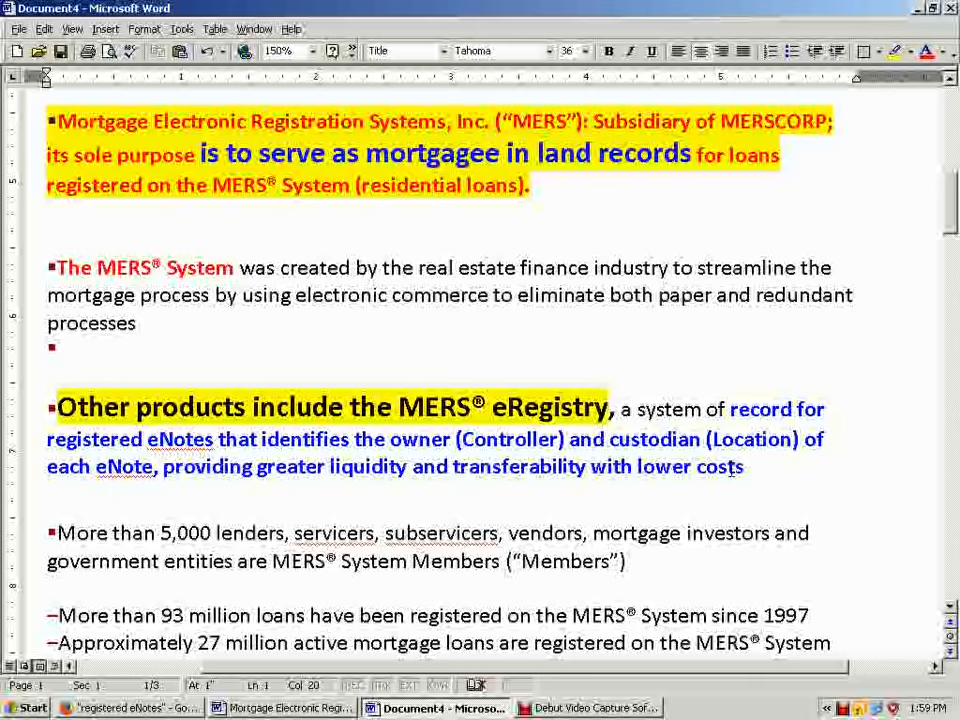 Document4 - Microsoft Word
File Edit View Insert Format Tools Table Window Help
150% Title Tahoma 36 B I U
1 2 3 4 5
▪Mortgage Electronic Registration Systems, Inc. (“MERS”): Subsidiary of MERSCORP;
its sole purpose is to serve as mortgagee in land records for loans
registered on the MERS® System (residential loans).
▪The MERS® System was created by the real estate finance industry to streamline the
mortgage process by using electronic commerce to eliminate both paper and redundant
processes
▪
▪Other products include the MERS® eRegistry, a system of record for
registered eNotes that identifies the owner (Controller) and custodian (Location) of
each eNote, providing greater liquidity and transferability with lower costs
▪More than 5,000 lenders, servicers, subservicers, vendors, mortgage investors and
government entities are MERS® System Members (“Members”)
–More than 93 million loans have been registered on the MERS® System since 1997
–Approximately 27 million active mortgage loans are registered on the MERS® System
Page 1 Sec 1 1/3 At 1" Ln 1 Col 20 REC TRK EXT OVR
Start "registered eNotes" - Go... Mortgage Electronic Regi... Document4 - Microso... Debut Video Capture Sof... « 1:59 PM